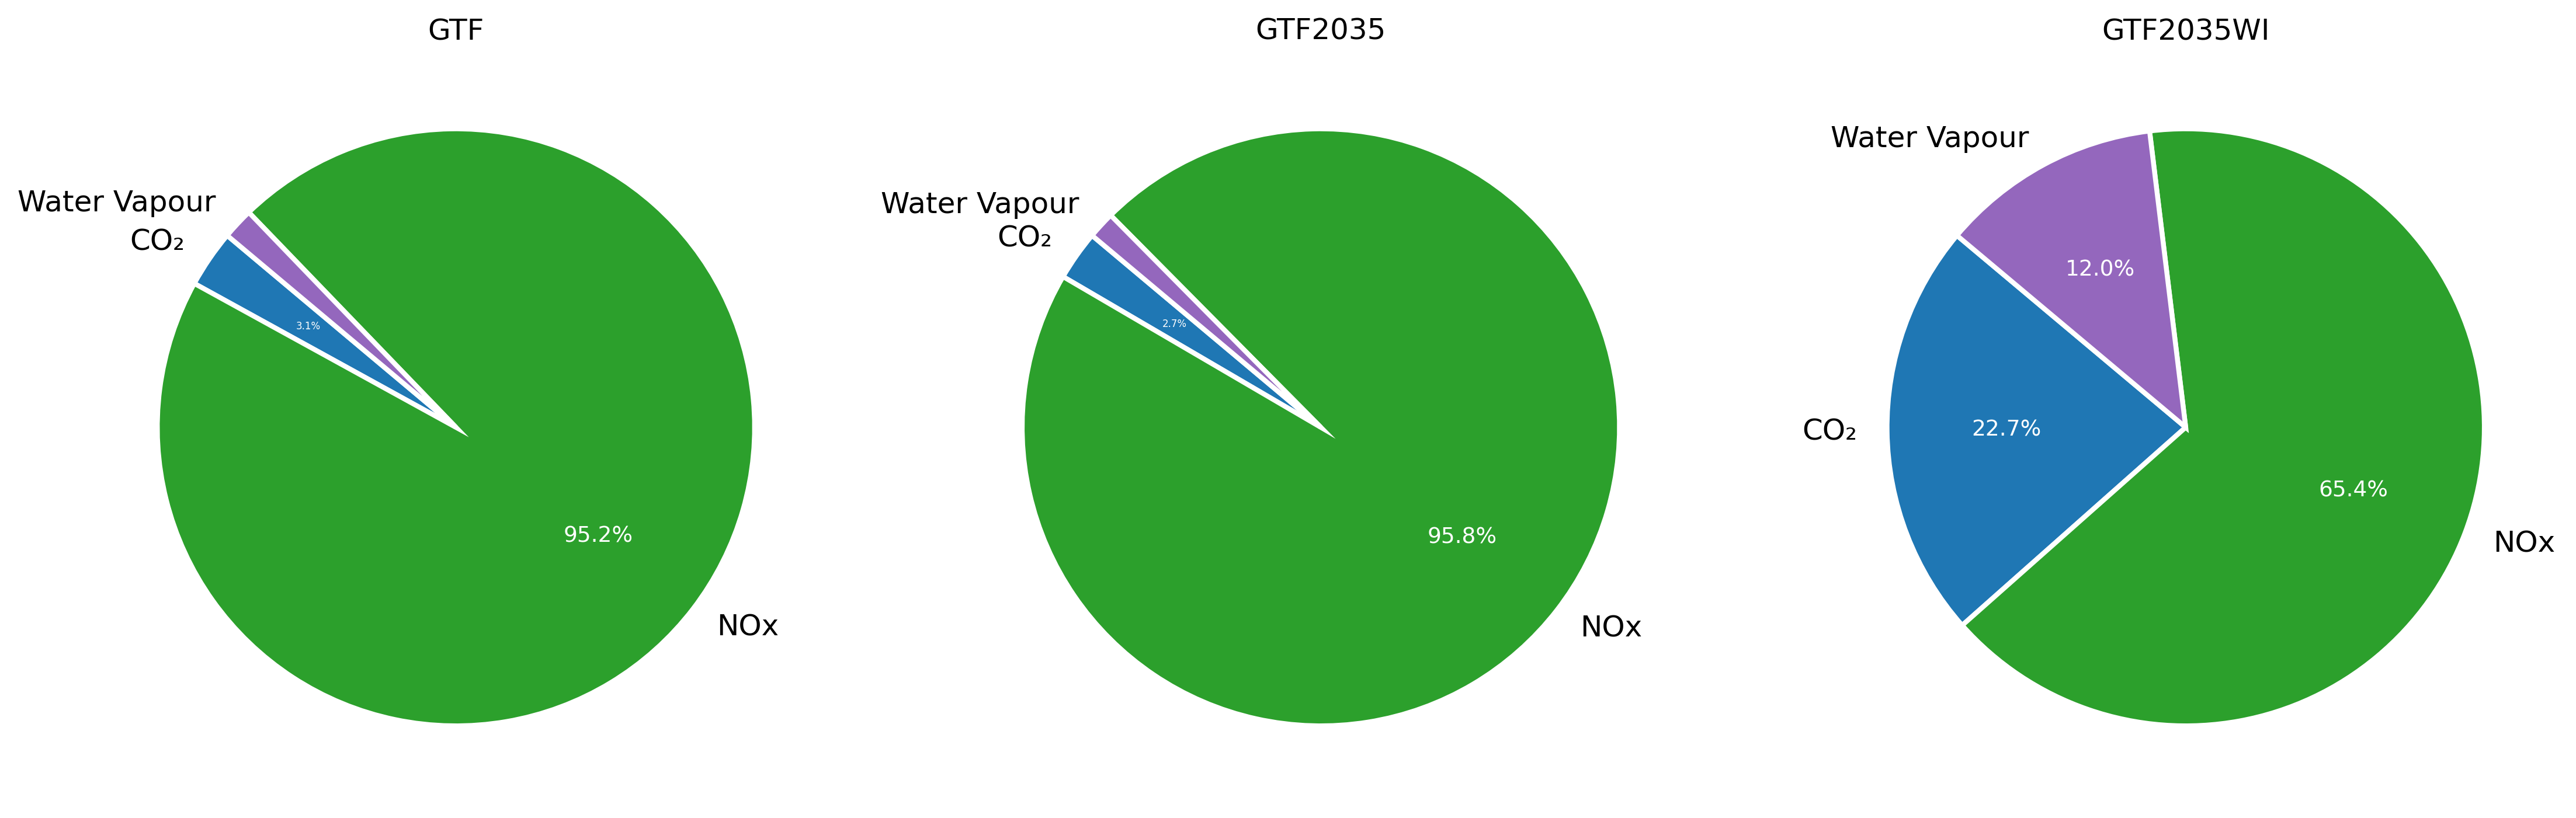 GTF
Water Vapour
CO₂
3.1%
95.2%
NOx
GTF2035
Water Vapour
CO₂
2.7%
95.8%
NOx
GTF2035WI
Water Vapour
12.0%
CO₂
22.7%
65.4%
NOx